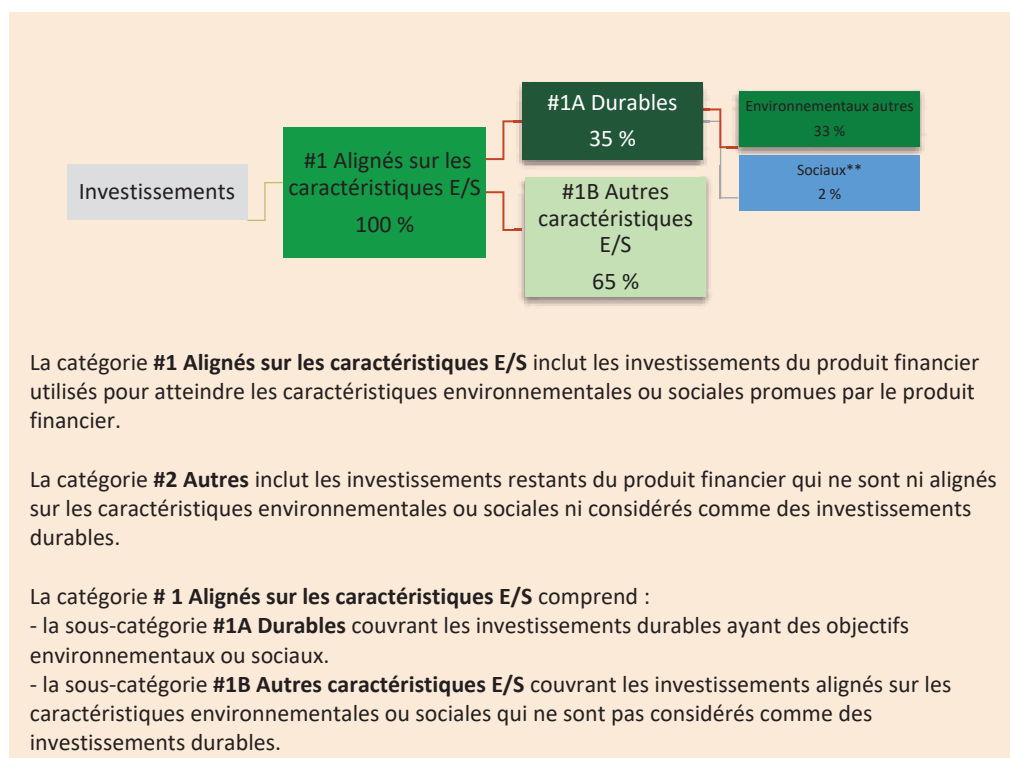 Investissements
#1 Alignés sur les
caractéristiques E/S
100 %
#1A Durables
35 %
#1B Autres
caractéristiques
E/S
65 %
Environnementaux autres
33 %
Sociaux**
2 %
La catégorie #1 Alignés sur les caractéristiques E/S inclut les investissements du produit financier
utilisés pour atteindre les caractéristiques environnementales ou sociales promues par le produit
financier.
La catégorie #2 Autres inclut les investissements restants du produit financier qui ne sont ni alignés
sur les caractéristiques environnementales ou sociales ni considérés comme des investissements
durables.
La catégorie # 1 Alignés sur les caractéristiques E/S comprend :
- la sous-catégorie #1A Durables couvrant les investissements durables ayant des objectifs
environnementaux ou sociaux.
- la sous-catégorie #1B Autres caractéristiques E/S couvrant les investissements alignés sur les
caractéristiques environnementales ou sociales qui ne sont pas considérés comme des
investissements durables.